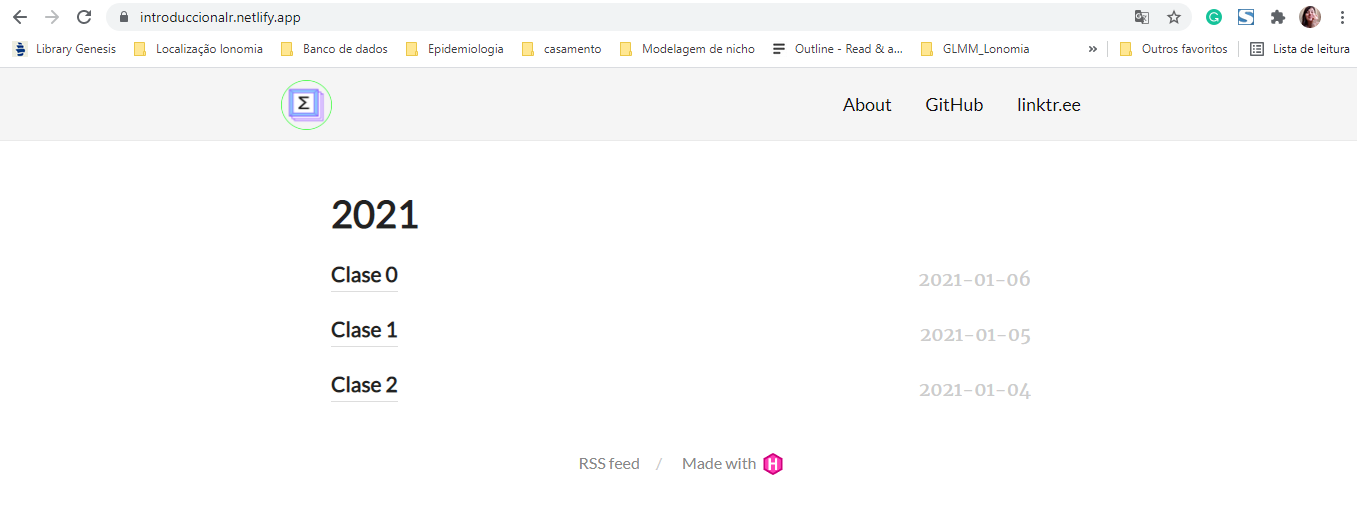 introduccionalr.netlify.app
Library Genesis Localização lonomia Banco de dados Epidemiologia casamento Modelagem de nicho Outline - Read & a... GLMM_Lonomia » Outros favoritos Lista de leitura
Σ About GitHub linktr.ee
2021
Clase 0 2021-01-06
Clase 1 2021-01-05
Clase 2 2021-01-04
RSS feed / Made with H